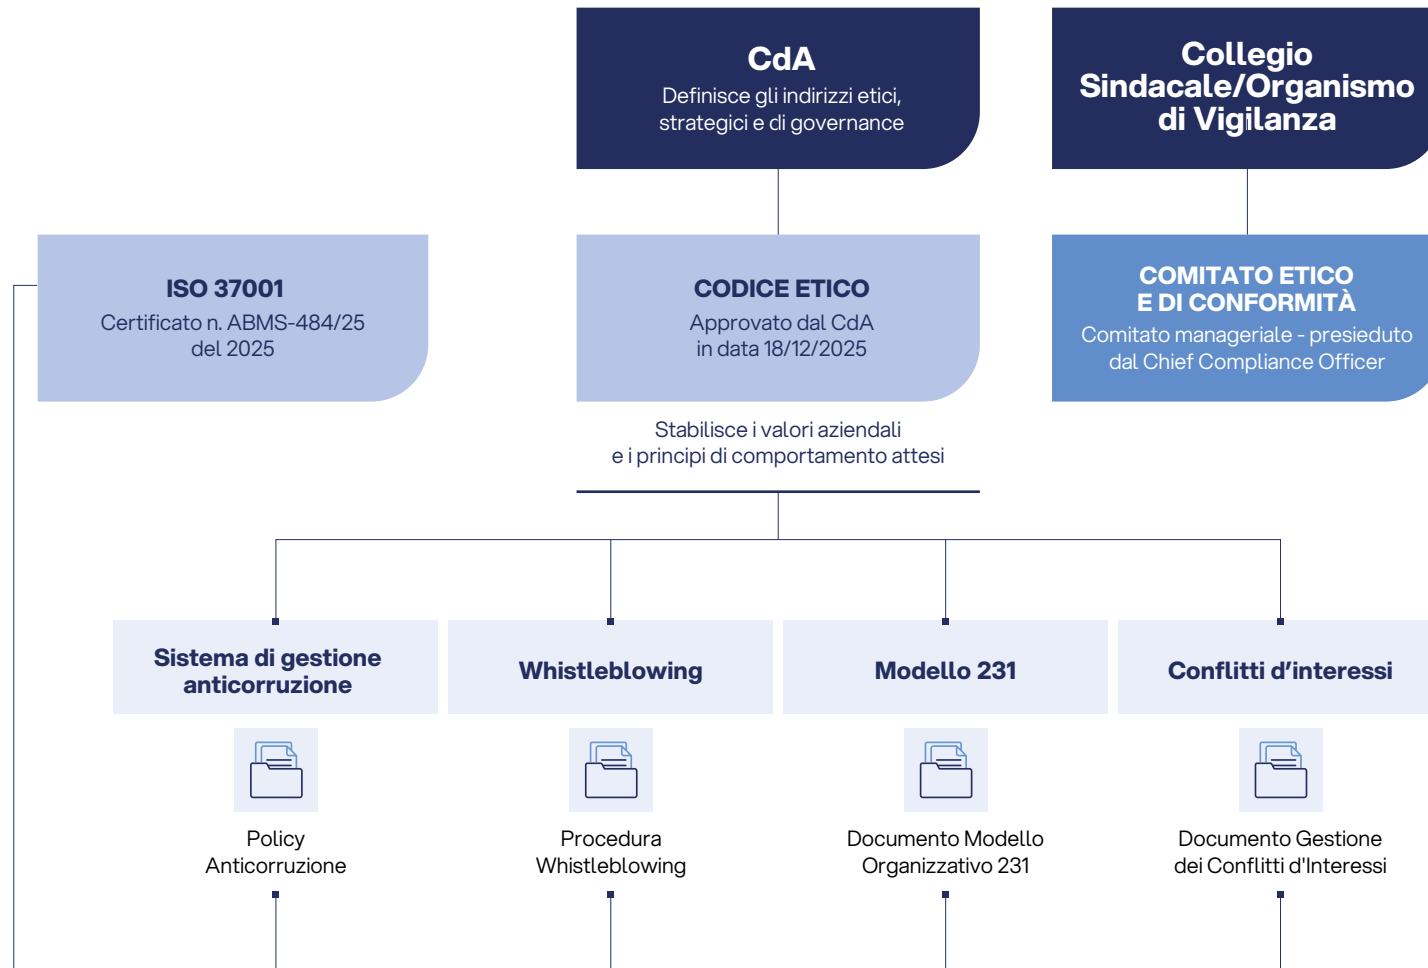 CdA
Definisce gli indirizzi etici,
strategici e di governance
Collegio
Sindacale/Organismo
di Vigilanza
ISO 37001
Certificato n. ABMS-484/25
del 2025
CODICE ETICO
Approvato dal CdA
in data 18/12/2025
COMITATO ETICO
E DI CONFORMITÀ
Comitato manageriale - presieduto
dal Chief Compliance Officer
Stabilisce i valori aziendali
e i principi di comportamento attesi
Sistema di gestione
anticorruzione
Whistleblowing
Modello 231
Conflitti d’interessi
Policy
Anticorruzione
Procedura
Whistleblowing
Documento Modello
Organizzativo 231
Documento Gestione
dei Conflitti d'Interessi